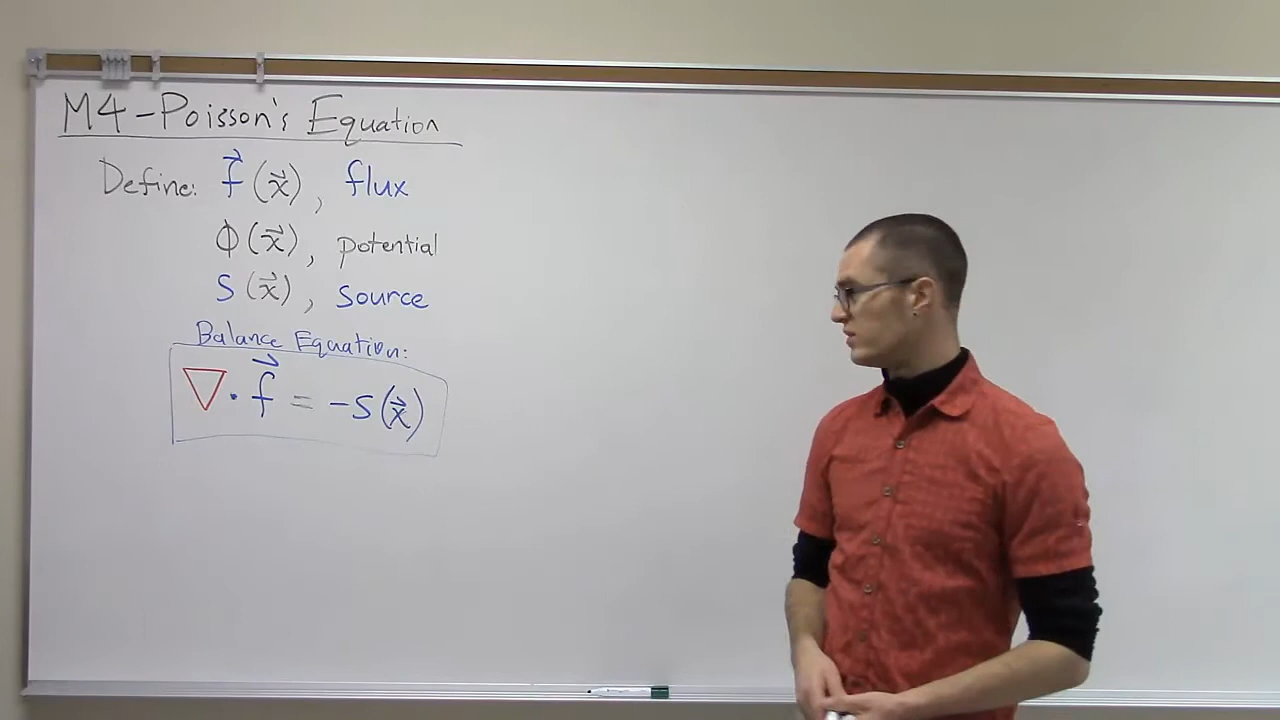 M4-Poisson's Equation
Define: f⃗(x⃗), flux
ϕ(x⃗), potential
s(x⃗), source
Balance Equation:
∇·f⃗ = -s(x⃗)